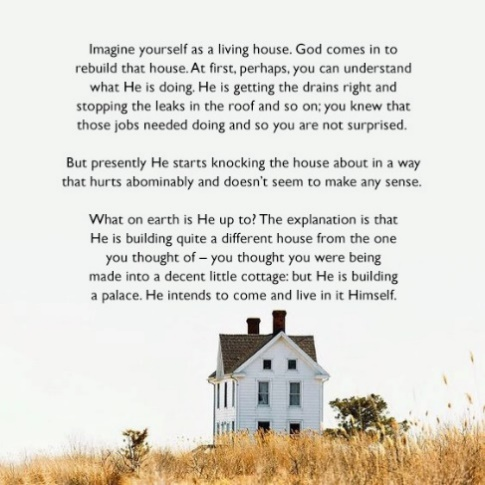 Imagine yourself as a living house. God comes in to
rebuild that house. At first, perhaps, you can understand
what He is doing. He is getting the drains right and
stopping the leaks in the roof and so on; you knew that
those jobs needed doing and so you are not surprised.
But presently He starts knocking the house about in a way
that hurts abominably and doesn't seem to make any sense.
What on earth is He up to? The explanation is that
He is building quite a different house from the one
you thought of – you thought you were being
made into a decent little cottage: but He is building
a palace. He intends to come and live in it Himself.